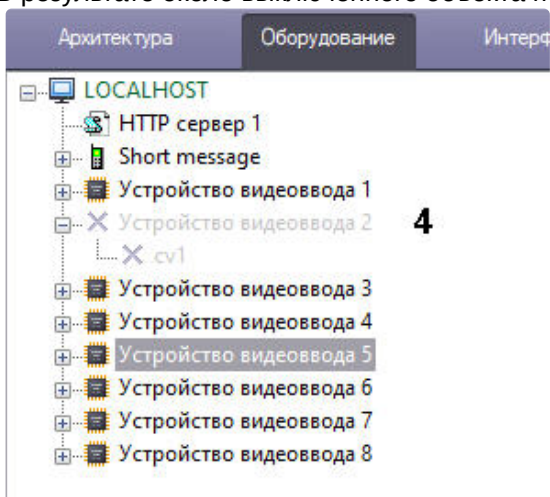 Архитектура Оборудование Интерф
LOCALHOST
HTTP сервер 1
Short message
Устройство видеоввода 1
Устройство видеоввода 2 4
cv1
Устройство видеоввода 3
Устройство видеоввода 4
Устройство видеоввода 5
Устройство видеоввода 6
Устройство видеоввода 7
Устройство видеоввода 8